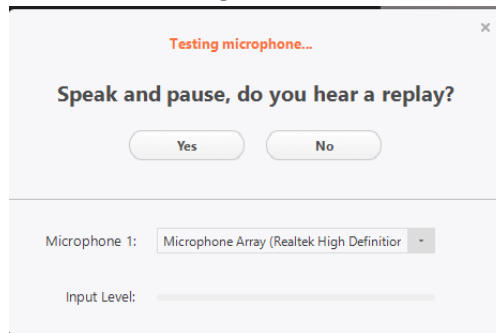 Testing microphone...
Speak and pause, do you hear a replay?
Yes No
Microphone 1: Microphone Array (Realtek High Definitior
Input Level: